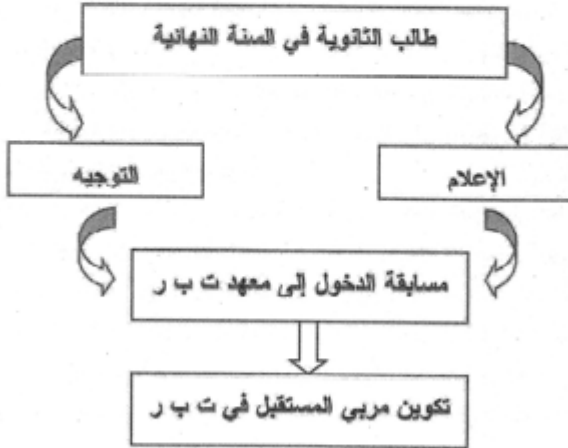 طالب الثانوية في السنة النهائية
الإعلام
التوجيه
مسابقة الدخول إلى معهد ت ب ر
تكوين مربي المستقبل في ت ب ر